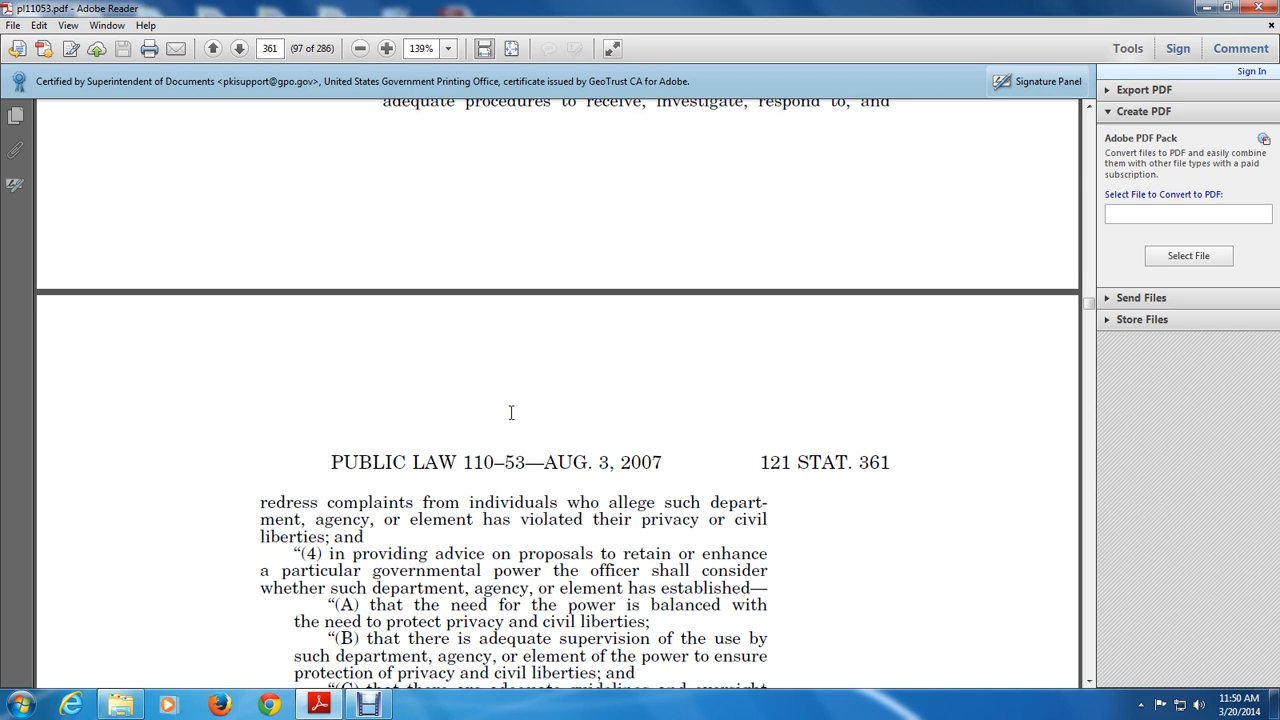 pl11053.pdf - Adobe Reader
File Edit View Window Help
361 (97 of 286) 139% Tools Sign Comment
Certified by Superintendent of Documents <pkisupport@gpo.gov>, United States Government Printing Office, certificate issued by GeoTrust CA for Adobe.
Signature Panel
Sign In
Export PDF
Create PDF
Adobe PDF Pack
Convert files to PDF and easily combine
them with other file types with a paid
subscription.
Select File to Convert to PDF:
Select File
Send Files
Store Files
adequate procedures to receive, investigate, respond to, and
PUBLIC LAW 110–53—AUG. 3, 2007 121 STAT. 361
redress complaints from individuals who allege such depart-
ment, agency, or element has violated their privacy or civil
liberties; and
“(4) in providing advice on proposals to retain or enhance
a particular governmental power the officer shall consider
whether such department, agency, or element has established—
“(A) that the need for the power is balanced with
the need to protect privacy and civil liberties;
“(B) that there is adequate supervision of the use by
such department, agency, or element of the power to ensure
protection of privacy and civil liberties; and
“(C) that there are adequate guidelines and oversight
11:50 AM
3/20/2014